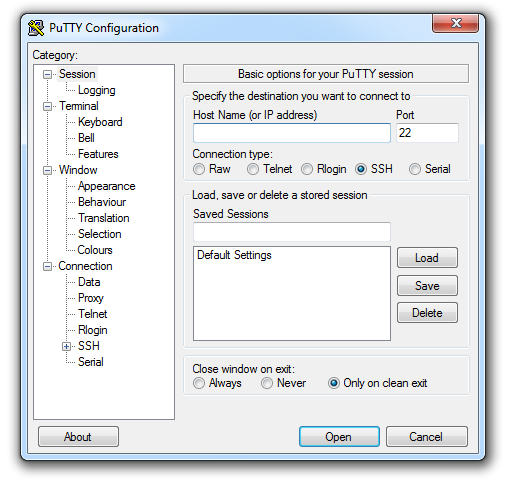 PuTTY Configuration
Category:
Session
Logging
Terminal
Keyboard
Bell
Features
Window
Appearance
Behaviour
Translation
Selection
Colours
Connection
Data
Proxy
Telnet
Rlogin
SSH
Serial
Basic options for your PuTTY session
Specify the destination you want to connect to
Host Name (or IP address) Port
22
Connection type:
Raw Telnet Rlogin SSH Serial
Load, save or delete a stored session
Saved Sessions
Default Settings
Load
Save
Delete
Close window on exit:
Always Never Only on clean exit
About Open Cancel